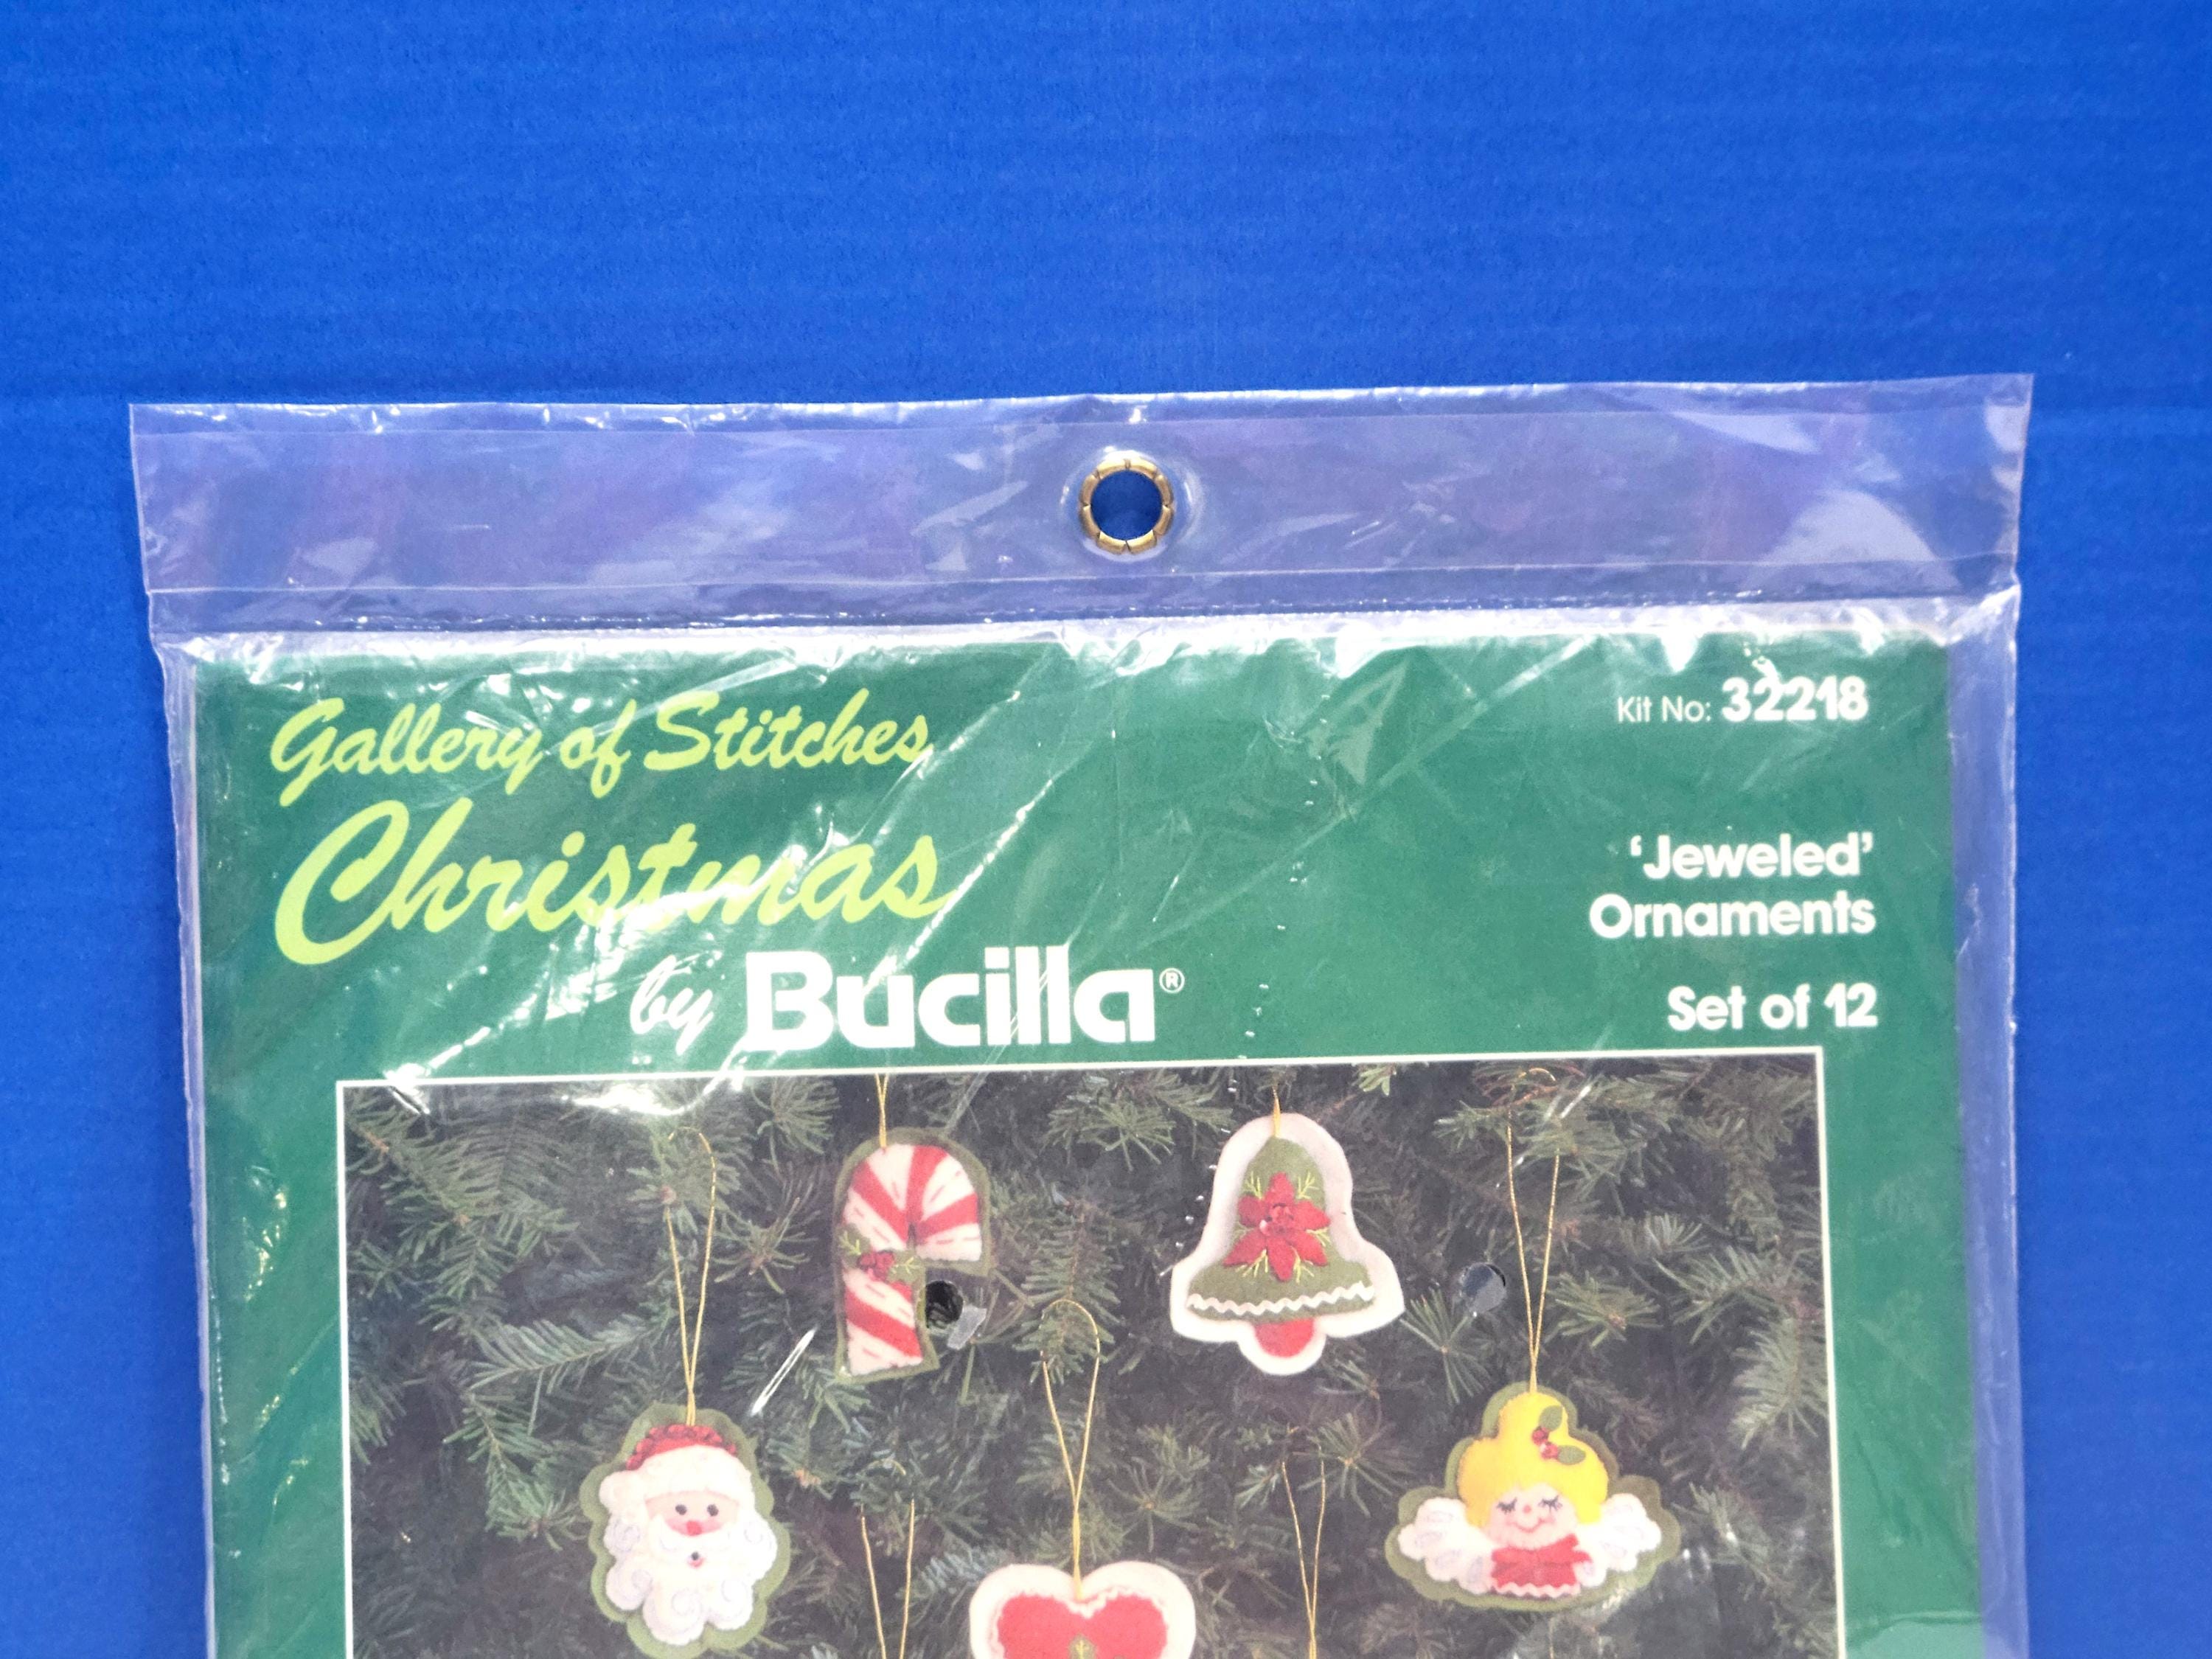 Gallery of Stitches
Christmas
by Bucilla®
Kit No: 32218
'Jeweled'
Ornaments
Set of 12